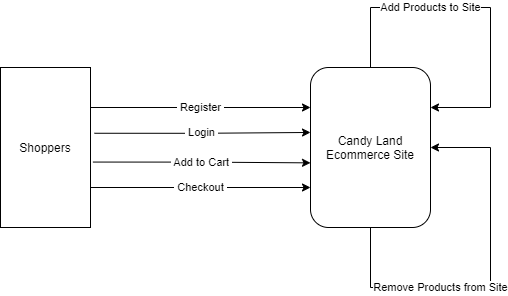 Add Products to Site
Register
Login
Shoppers
Candy Land
Ecommerce Site
Add to Cart
Checkout
Remove Products from Site